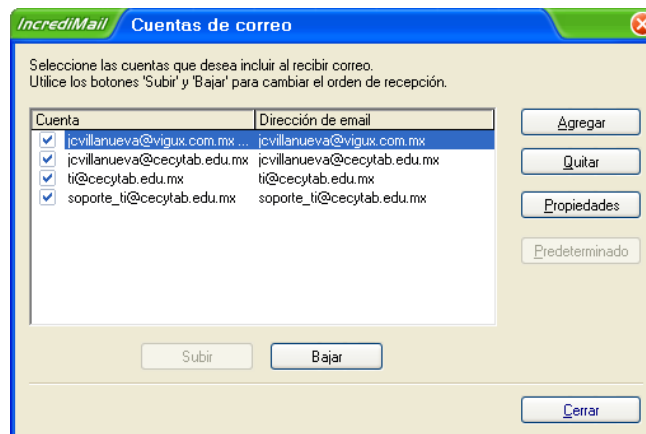 IncrediMail Cuentas de correo
Seleccione las cuentas que desea incluir al recibir correo.
Utilice los botones 'Subir' y 'Bajar' para cambiar el orden de recepción.
Cuenta Dirección de email
jcvillanueva@vigux.com.mx ... jcvillanueva@vigux.com.mx
jcvillanueva@cecytab.edu.mx jcvillanueva@cecytab.edu.mx
ti@cecytab.edu.mx ti@cecytab.edu.mx
soporte_ti@cecytab.edu.mx soporte_ti@cecytab.edu.mx
Agregar
Quitar
Propiedades
Predeterminado
Subir Bajar
Cerrar